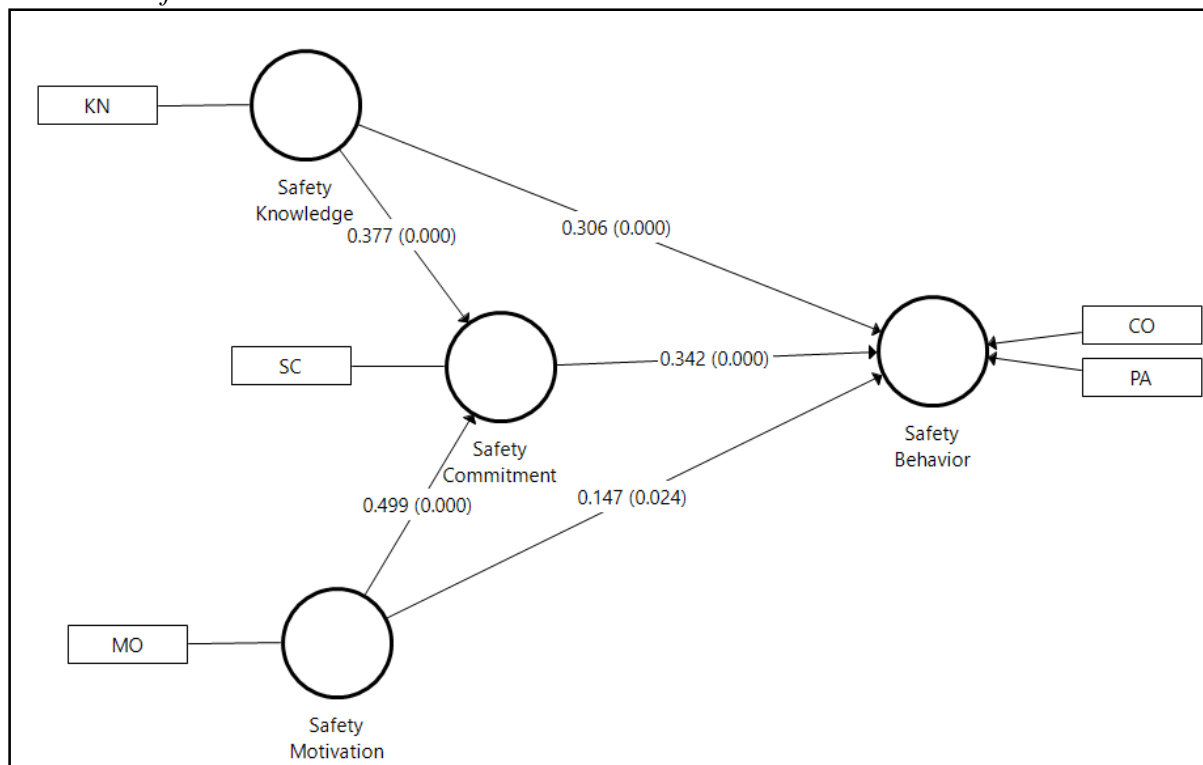 KN
Safety
Knowledge
0.377 (0.000)
0.306 (0.000)
SC
Safety
Commitment
0.342 (0.000)
CO
PA
Safety
Behavior
0.499 (0.000)
0.147 (0.024)
MO
Safety
Motivation